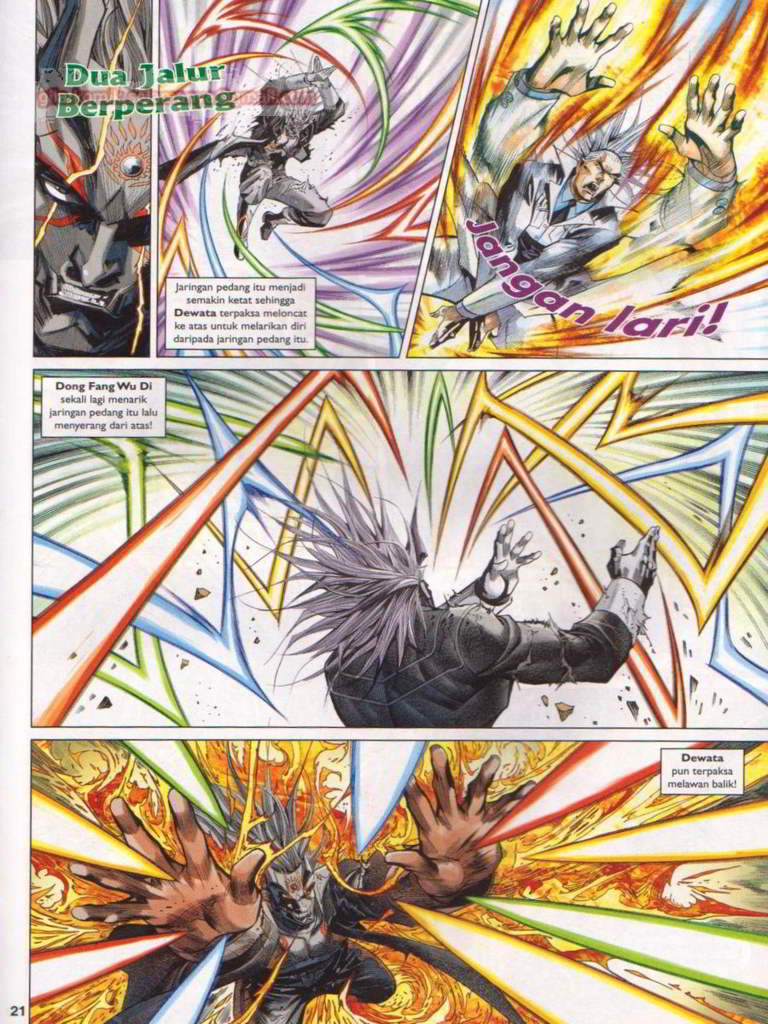 Dua Jalur
Berperang
Jaringan pedang itu menjadi
semakin ketat sehingga
Dewata terpaksa meloncat
ke atas untuk melarikan diri
daripada jaringan pedang itu.
Jangan lari!
Dong Fang Wu Di
sekali lagi menarik
jaringan pedang itu lalu
menyerang dari atas!
Dewata
pun terpaksa
melawan balik!
21